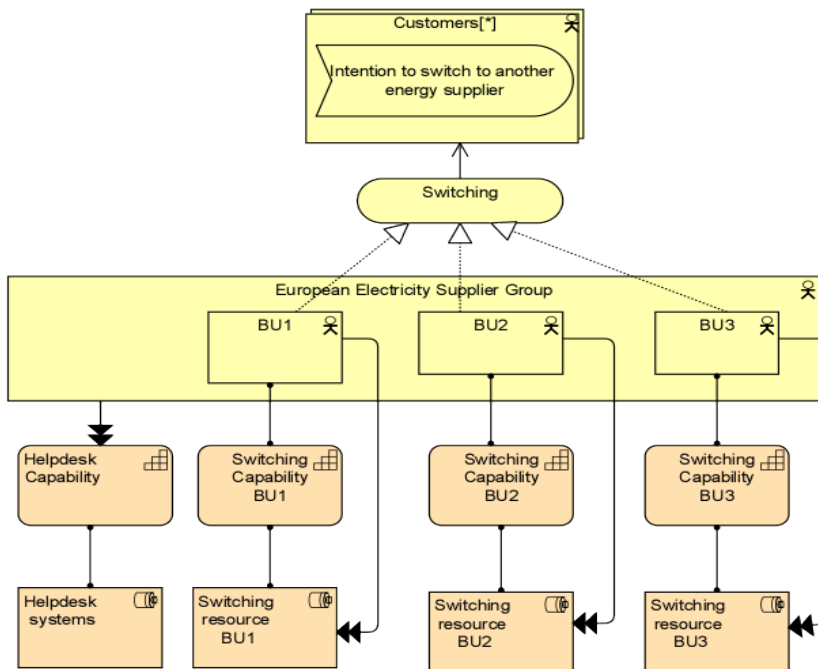 Customers[*]
Intention to switch to another
energy supplier
Switching
European Electricity Supplier Group
BU1
BU2
BU3
Helpdesk
Capability
Switching
Capability
BU1
Switching
Capability
BU2
Switching
Capability
BU3
Helpdesk
systems
Switching
resource
BU1
Switching
resource
BU2
Switching
resource
BU3